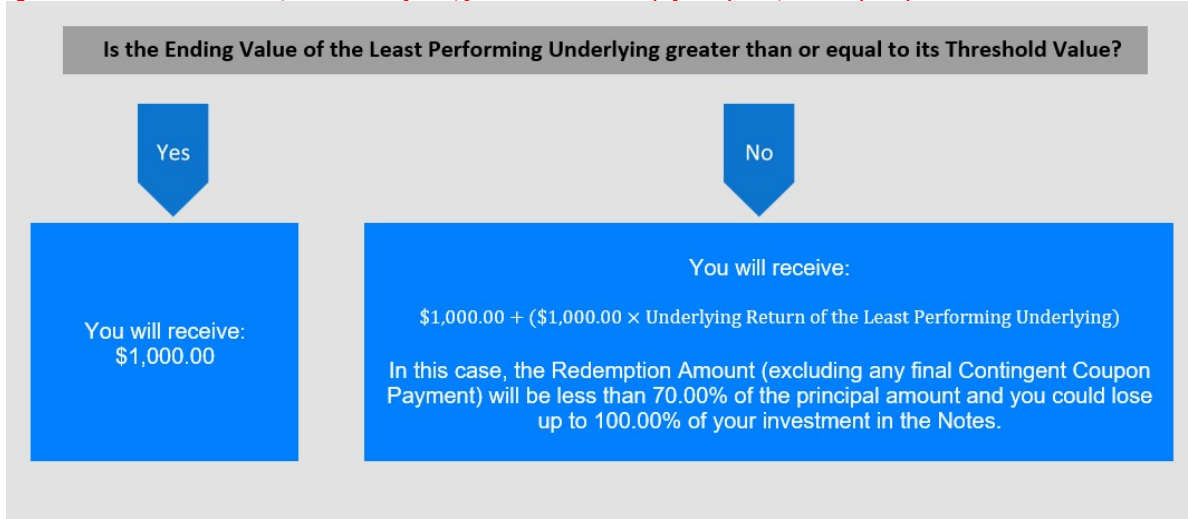 Is the Ending Value of the Least Performing Underlying greater than or equal to its Threshold Value?
Yes
No
You will receive:
$1,000.00
You will receive:
$1,000.00 + ($1,000.00 × Underlying Return of the Least Performing Underlying)
In this case, the Redemption Amount (excluding any final Contingent Coupon
Payment) will be less than 70.00% of the principal amount and you could lose
up to 100.00% of your investment in the Notes.